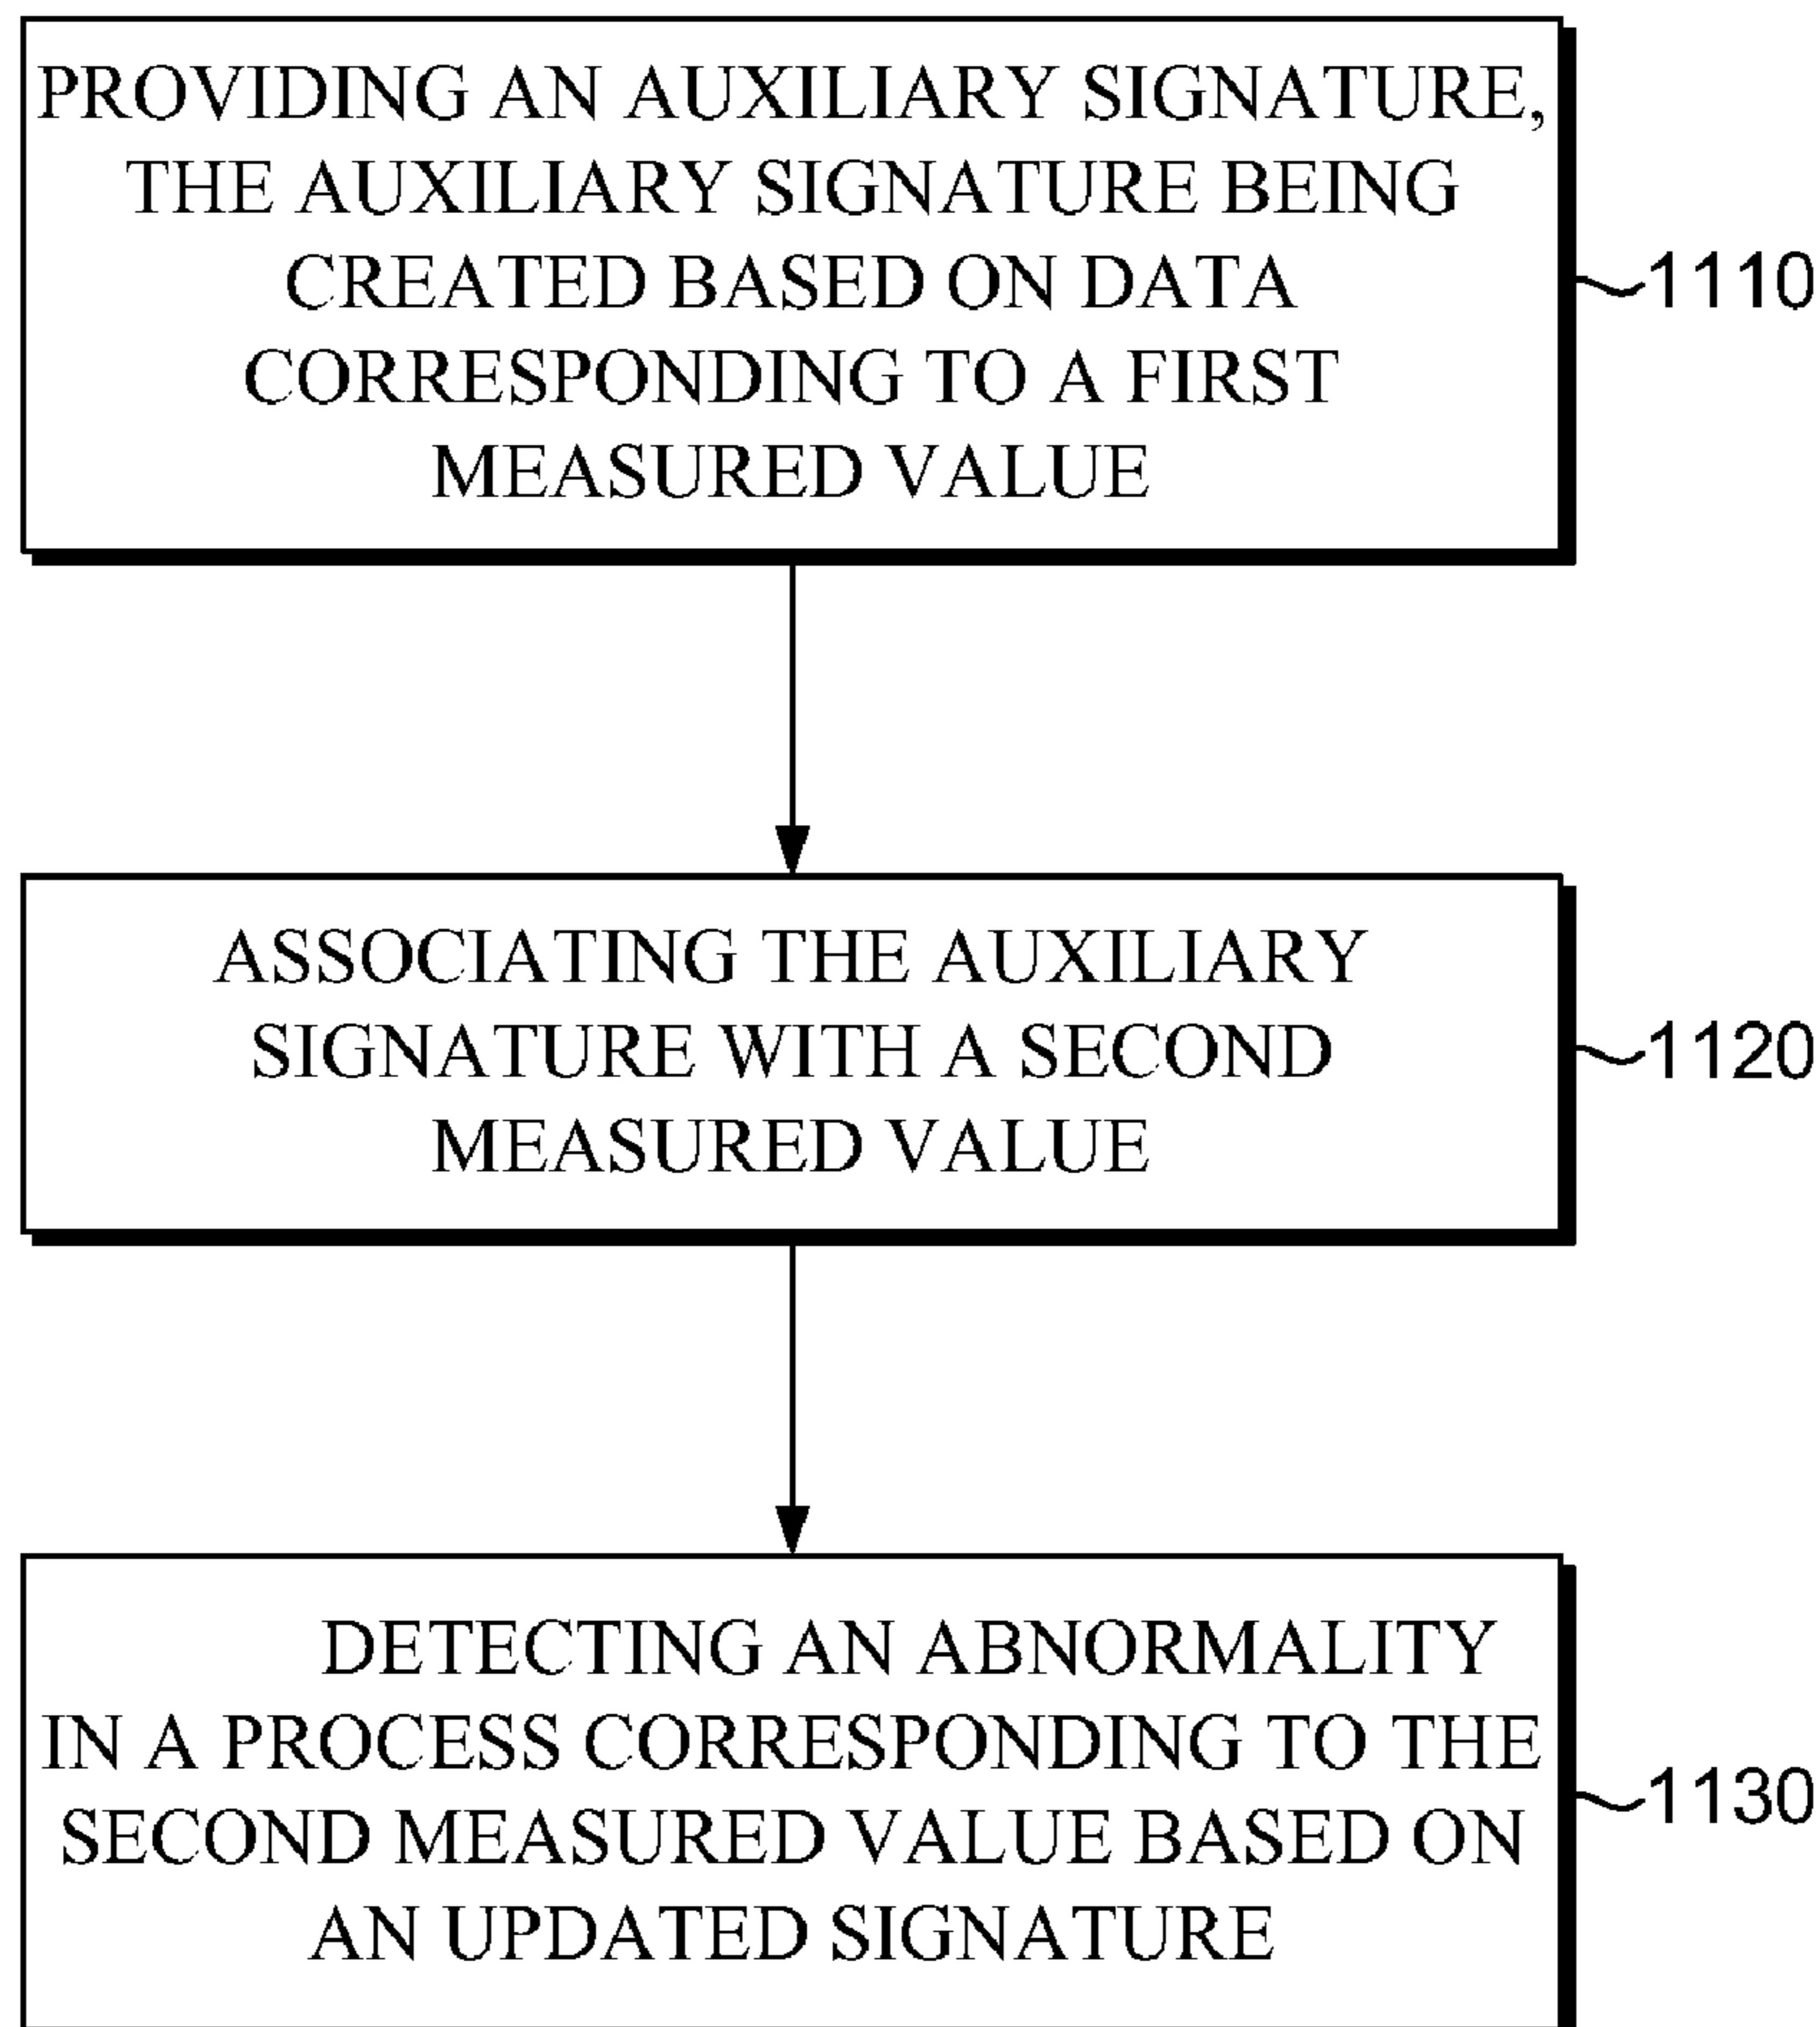 PROVIDING AN AUXILIARY SIGNATURE,
THE AUXILIARY SIGNATURE BEING
CREATED BASED ON DATA
CORRESPONDING TO A FIRST
MEASURED VALUE
1110
ASSOCIATING THE AUXILIARY
SIGNATURE WITH A SECOND
MEASURED VALUE
1120
DETECTING AN ABNORMALITY
IN A PROCESS CORRESPONDING TO THE
SECOND MEASURED VALUE BASED ON
AN UPDATED SIGNATURE
1130